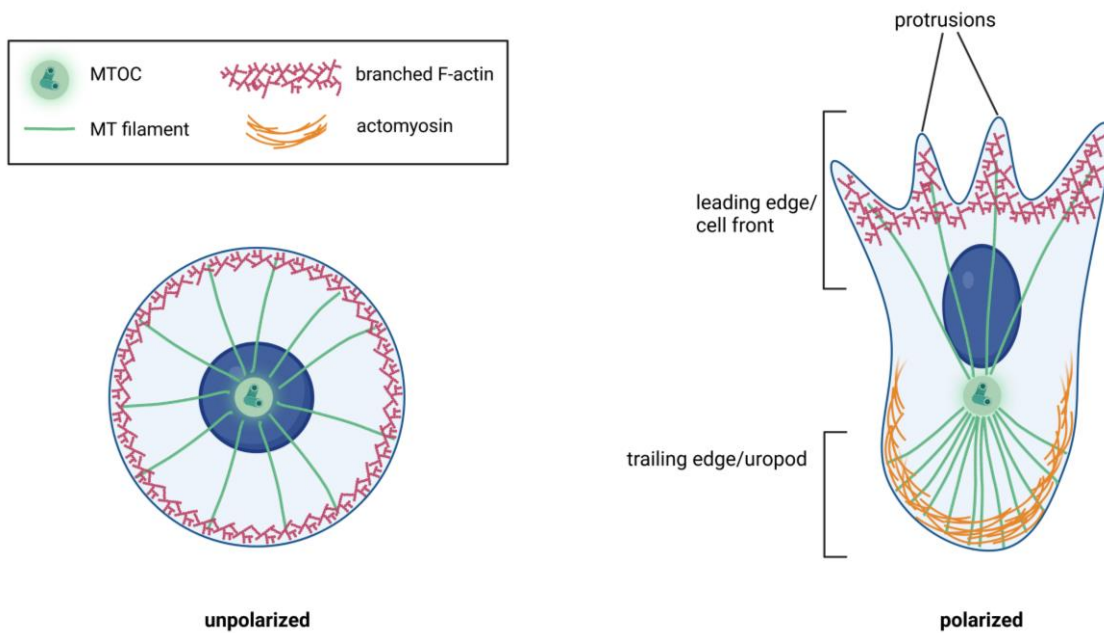 MTOC
branched F-actin
MT filament
actomyosin
protrusions
leading edge/
cell front
trailing edge/uropod
unpolarized
polarized